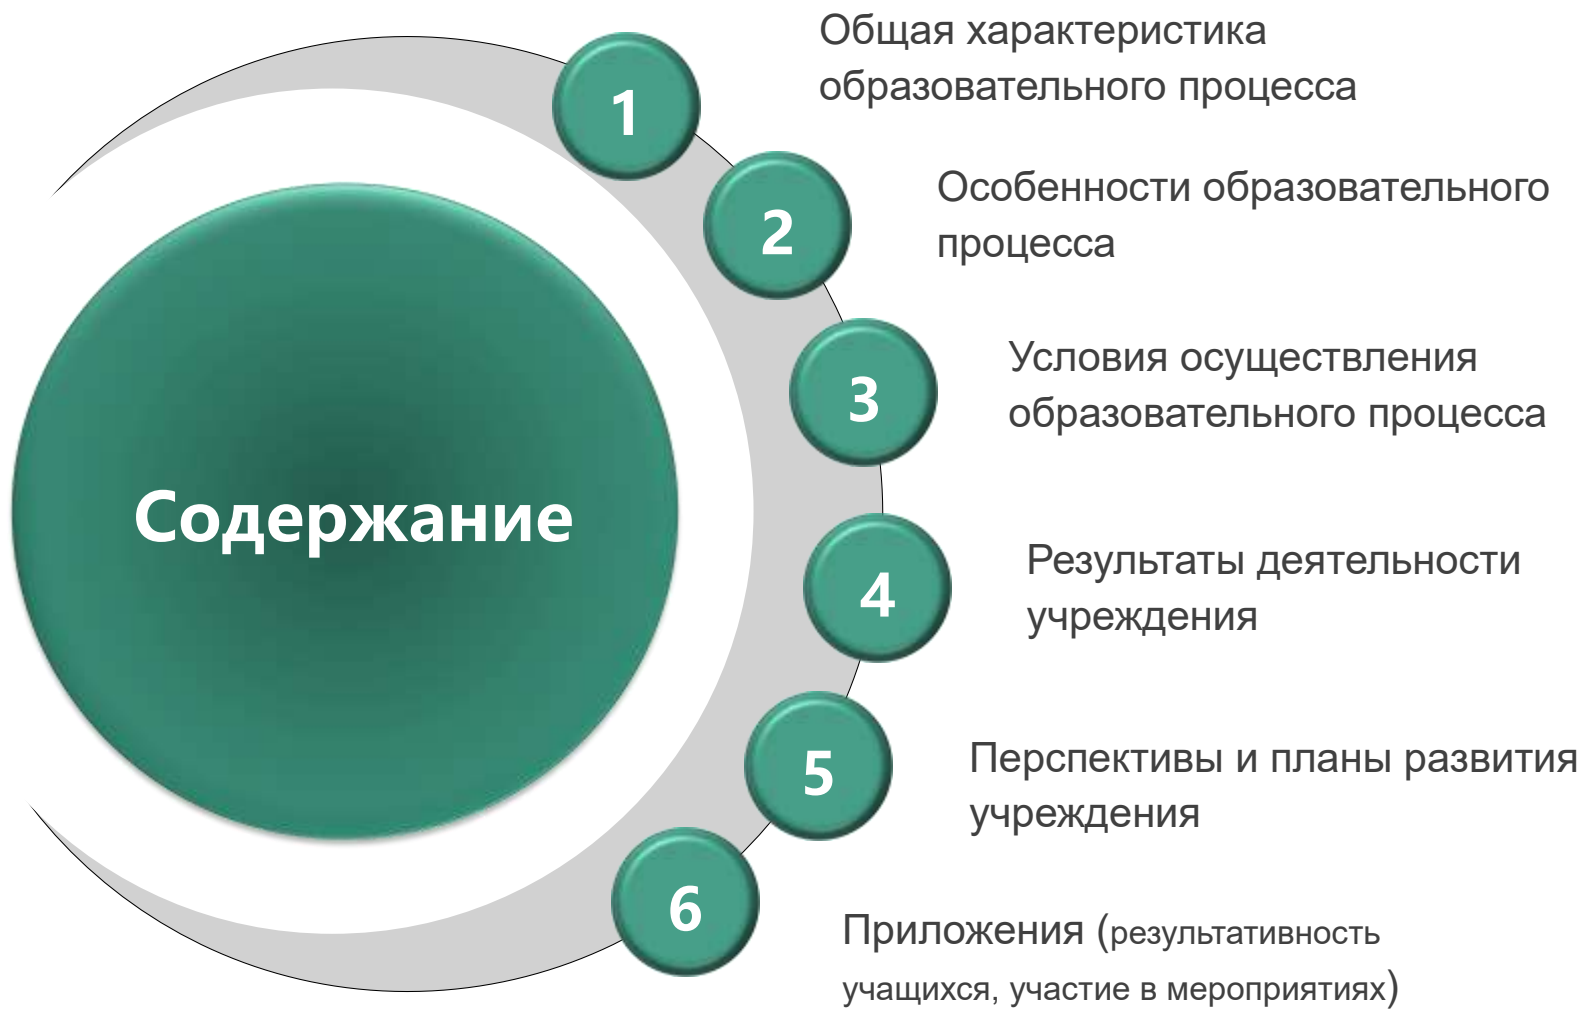 1
Общая характеристика
образовательного процесса
2
Особенности образовательного
процесса
3
Условия осуществления
образовательного процесса
Содержание
4
Результаты деятельности
учреждения
5
Перспективы и планы развития
учреждения
6
Приложения (результативность
учащихся, участие в мероприятиях)